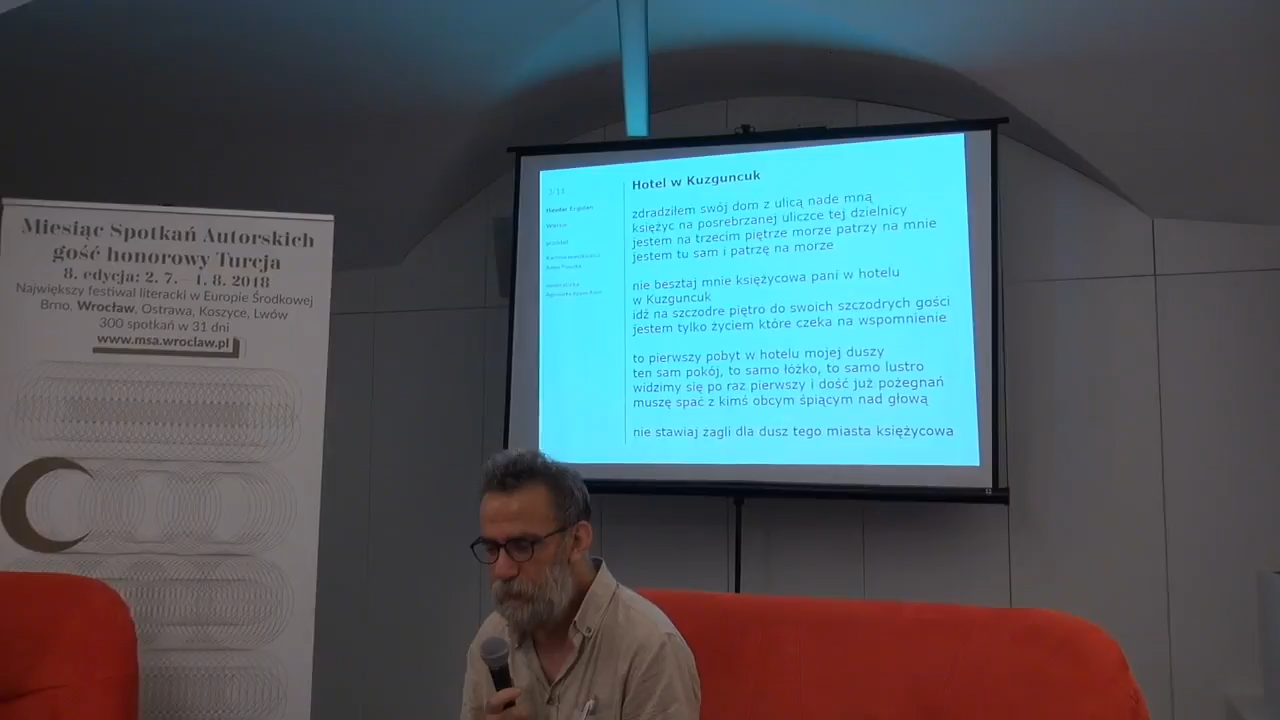 Miesiąc Spotkań Autorskich
gość honorowy Turcja
8. edycja: 2. 7.–1. 8. 2018
Największy festiwal literacki w Europie Środkowej
Brno, Wrocław, Ostrawa, Koszyce, Lwów
300 spotkań w 31 dni
www.msa.wroclaw.pl
3/11
Haydar Ergülen
Wiersze
Hotel w Kuzguncuk
zdradziłem swój dom z ulicą nade mną
księżyc na posrebrzanej uliczce tej dzielnicy
jestem na trzecim piętrze morze patrzy na mnie
jestem tu sam i patrzę na morze
nie besztaj mnie księżycowa pani w hotelu
w Kuzguncuk
idź na szczodre piętro do swoich szczodrych gości
jestem tylko życiem które czeka na wspomnienie
to pierwszy pobyt w hotelu mojej duszy
ten sam pokój, to samo łóżko, to samo lustro
widzimy się po raz pierwszy i dość już pożegnań
muszę spać z kimś obcym śpiącym nad głową
nie stawiaj żagli dla dusz tego miasta księżycowa